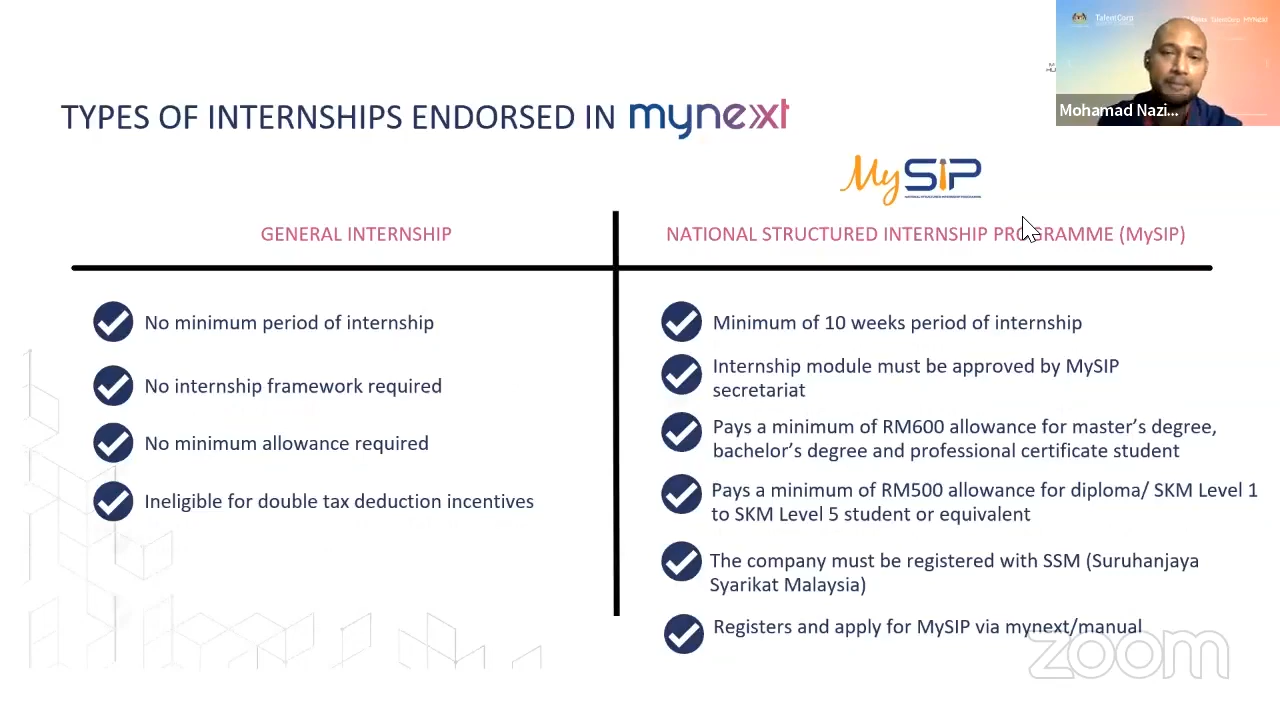 TalentCorp
TYPES OF INTERNSHIPS ENDORSED IN mynext
Mohamad Nazi...
MySIP
GENERAL INTERNSHIP
NATIONAL STRUCTURED INTERNSHIP PROGRAMME (MySIP)
No minimum period of internship
No internship framework required
No minimum allowance required
Ineligible for double tax deduction incentives
Minimum of 10 weeks period of internship
Internship module must be approved by MySIP
secretariat
Pays a minimum of RM600 allowance for master’s degree,
bachelor’s degree and professional certificate student
Pays a minimum of RM500 allowance for diploma/ SKM Level 1
to SKM Level 5 student or equivalent
The company must be registered with SSM (Suruhanjaya
Syarikat Malaysia)
Registers and apply for MySIP via mynext/manual
zoom